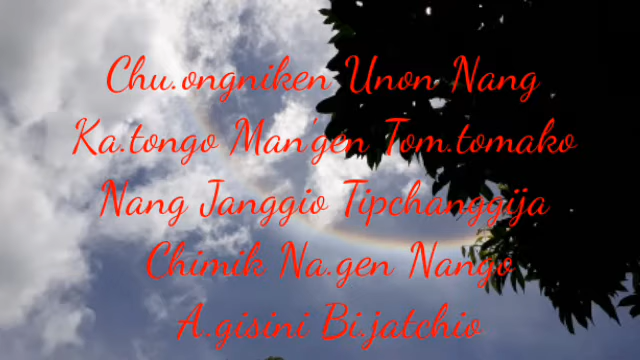 Chu.ongniken Unon Nang
Ka.tongo Man'gen Tom.tomako
Nang Janggio Tipchanggija
Chimik Na.gen Nango
A.gisini Bi.jatchio